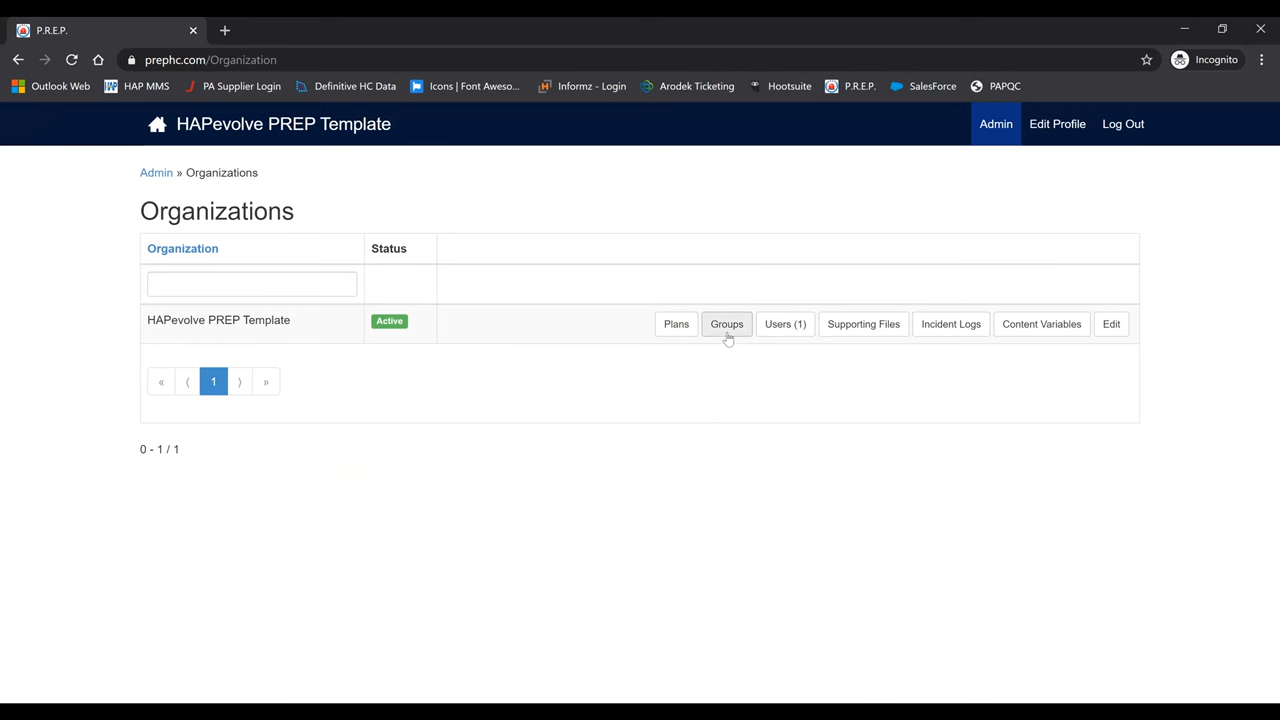 P.R.E.P.
prephc.com/Organization
Incognito
Outlook Web HAP MMS PA Supplier Login Definitive HC Data Icons | Font Aweso... Informz - Login Arodek Ticketing Hootsuite P.R.E.P. SalesForce PAPQC
HAPevolve PREP Template Admin Edit Profile Log Out
Admin » Organizations
Organizations
Organization Status
HAPevolve PREP Template Active Plans Groups Users (1) Supporting Files Incident Logs Content Variables Edit
« ⟨ 1 ⟩ »
0 - 1 / 1